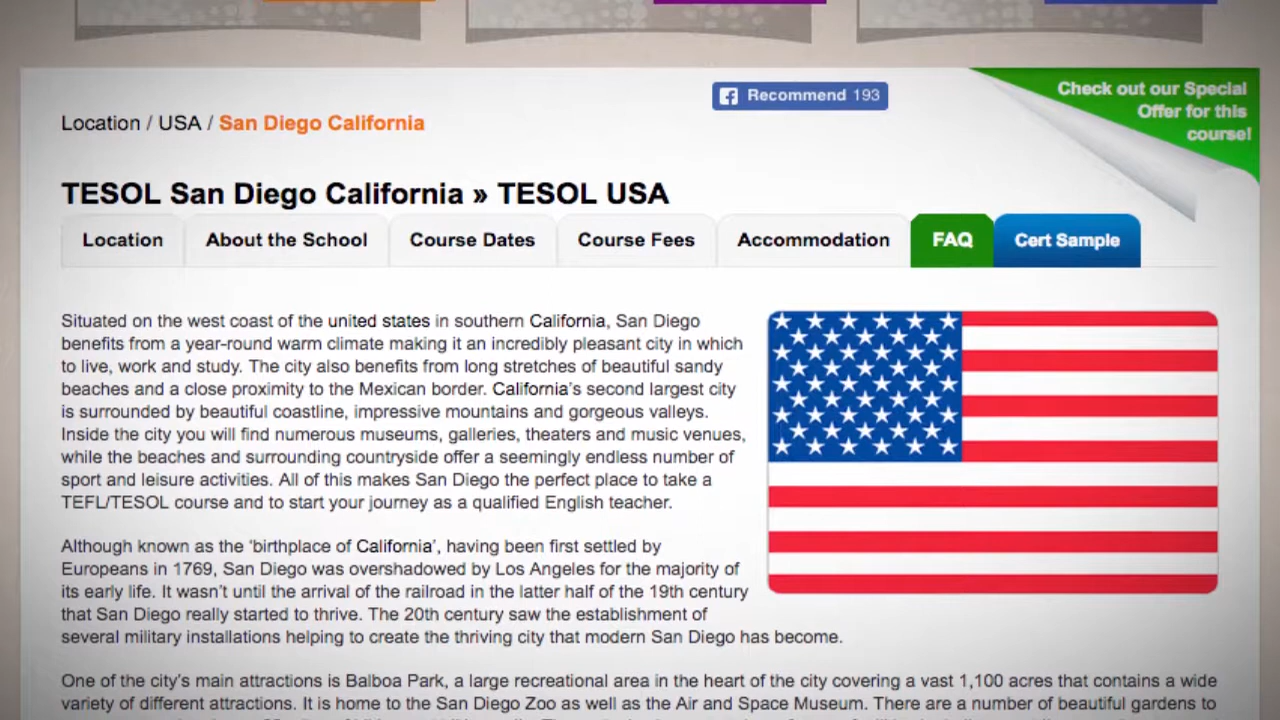 Check out our Special
Offer for this
course!
Recommend 193
Location / USA / San Diego California
TESOL San Diego California » TESOL USA
Location
About the School
Course Dates
Course Fees
Accommodation
FAQ
Cert Sample
Situated on the west coast of the united states in southern California, San Diego
benefits from a year-round warm climate making it an incredibly pleasant city in which
to live, work and study. The city also benefits from long stretches of beautiful sandy
beaches and a close proximity to the Mexican border. California's second largest city
is surrounded by beautiful coastline, impressive mountains and gorgeous valleys.
Inside the city you will find numerous museums, galleries, theaters and music venues,
while the beaches and surrounding countryside offer a seemingly endless number of
sport and leisure activities. All of this makes San Diego the perfect place to take a
TEFL/TESOL course and to start your journey as a qualified English teacher.
Although known as the 'birthplace of California', having been first settled by
Europeans in 1769, San Diego was overshadowed by Los Angeles for the majority of
its early life. It wasn't until the arrival of the railroad in the latter half of the 19th century
that San Diego really started to thrive. The 20th century saw the establishment of
several military installations helping to create the thriving city that modern San Diego has become.
One of the city's main attractions is Balboa Park, a large recreational area in the heart of the city covering a vast 1,100 acres that contains a wide
variety of different attractions. It is home to the San Diego Zoo as well as the Air and Space Museum. There are a number of beautiful gardens to